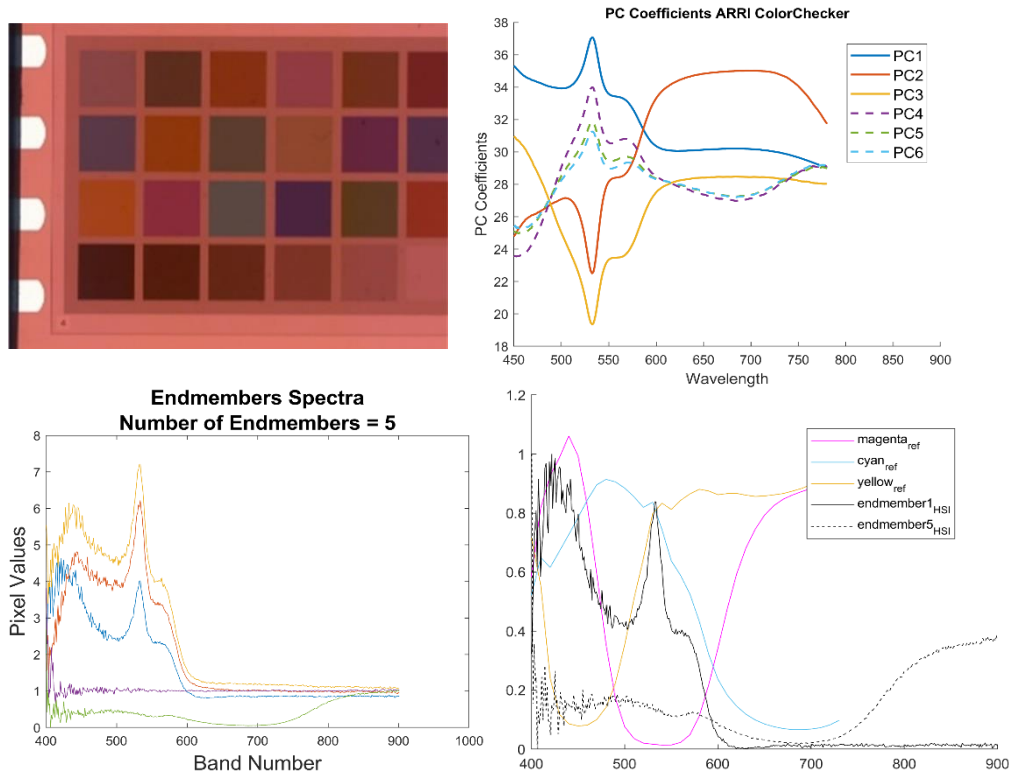 PC Coefficients ARRI ColorChecker
38
36
34
32
30
28
26
24
22
20
18
PC Coefficients
450 500 550 600 650 700 750 800 850 900
Wavelength
PC1
PC2
PC3
PC4
PC5
PC6
Endmembers Spectra
Number of Endmembers = 5
8
7
6
5
4
3
2
1
0
Pixel Values
400 500 600 700 800 900 1000
Band Number
1.2
1
0.8
0.6
0.4
0.2
0
400 500 600 700 800 900
magenta_ref
cyan_ref
yellow_ref
endmember1_HSI
endmember5_HSI